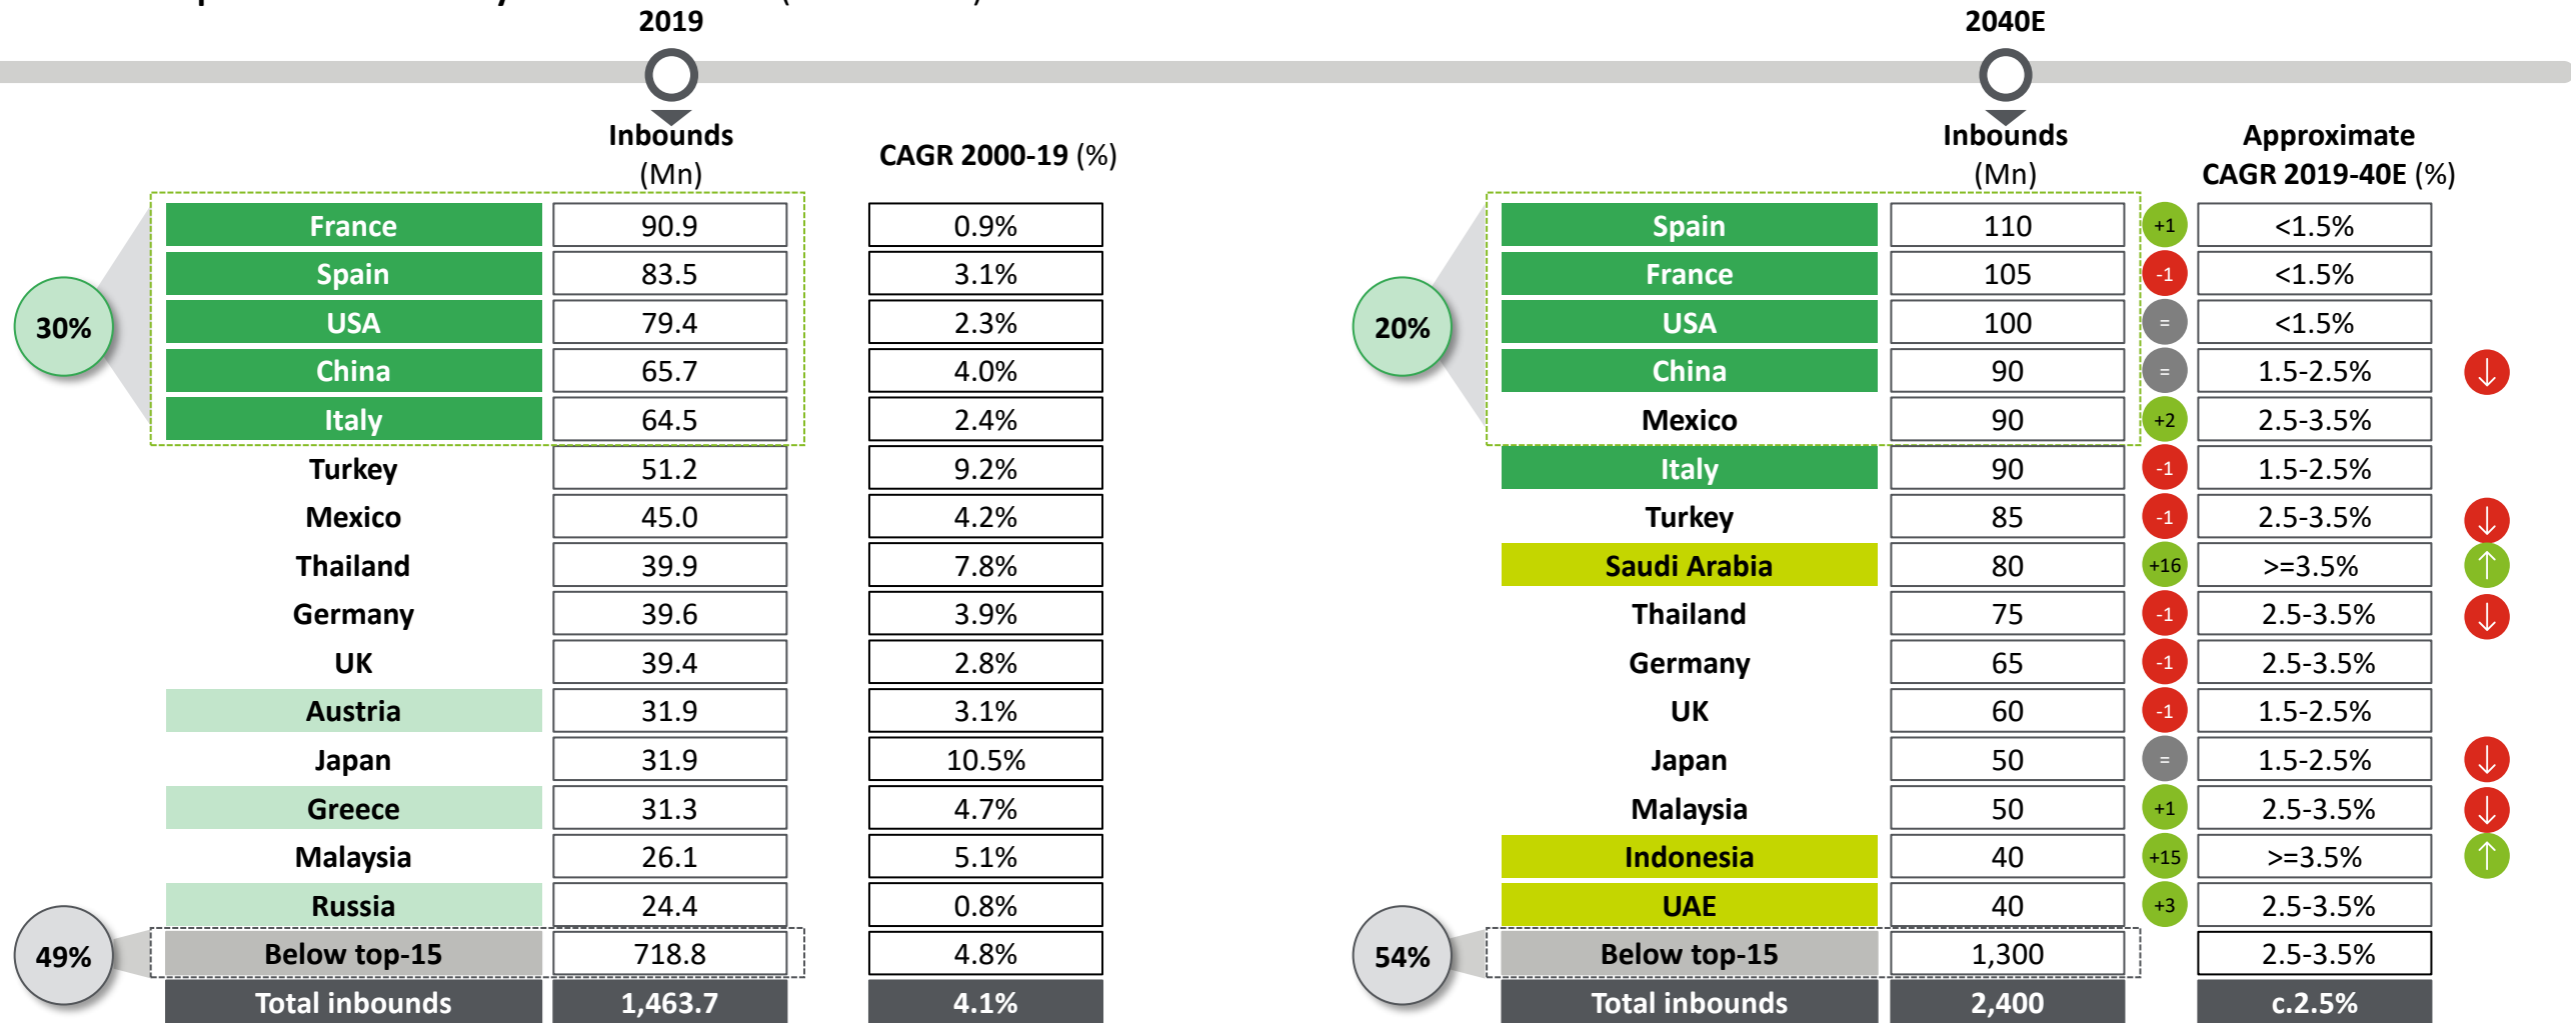 2019
2040E
Inbounds
(Mn)
CAGR 2000-19 (%)
Inbounds
(Mn)
Approximate
CAGR 2019-40E (%)
30%
France 90.9 0.9%
Spain 83.5 3.1%
USA 79.4 2.3%
China 65.7 4.0%
Italy 64.5 2.4%
Turkey 51.2 9.2%
Mexico 45.0 4.2%
Thailand 39.9 7.8%
Germany 39.6 3.9%
UK 39.4 2.8%
Austria 31.9 3.1%
Japan 31.9 10.5%
Greece 31.3 4.7%
Malaysia 26.1 5.1%
Russia 24.4 0.8%
49%
Below top-15 718.8 4.8%
Total inbounds 1,463.7 4.1%
20%
Spain 110 +1 <1.5%
France 105 -1 <1.5%
USA 100 = <1.5%
China 90 = 1.5-2.5% ↓
Mexico 90 +2 2.5-3.5%
Italy 90 -1 1.5-2.5%
Turkey 85 -1 2.5-3.5% ↓
Saudi Arabia 80 +16 >=3.5% ↑
Thailand 75 -1 2.5-3.5% ↓
Germany 65 -1 2.5-3.5%
UK 60 -1 1.5-2.5%
Japan 50 = 1.5-2.5% ↓
Malaysia 50 +1 2.5-3.5% ↓
Indonesia 40 +15 >=3.5% ↑
UAE 40 +3 2.5-3.5%
54%
Below top-15 1,300 2.5-3.5%
Total inbounds 2,400 c.2.5%